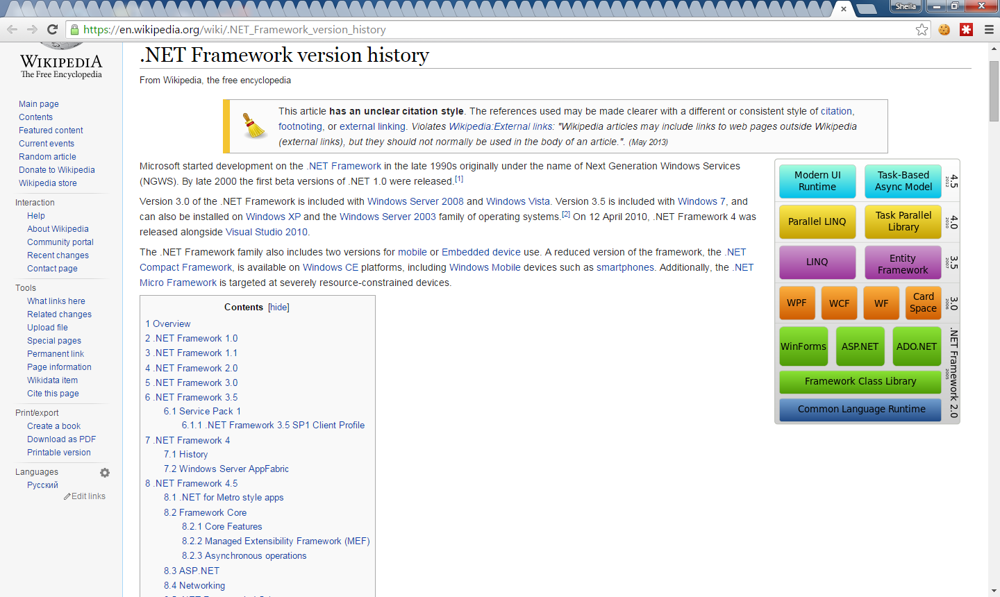 Sheila
https://en.wikipedia.org/wiki/.NET_Framework_version_history
WIKIPEDIA
The Free Encyclopedia
Main page
Contents
Featured content
Current events
Random article
Donate to Wikipedia
Wikipedia store
Interaction
Help
About Wikipedia
Community portal
Recent changes
Contact page
Tools
What links here
Related changes
Upload file
Special pages
Permanent link
Page information
Wikidata item
Cite this page
Print/export
Create a book
Download as PDF
Printable version
Languages
Русский
Edit links
.NET Framework version history
From Wikipedia, the free encyclopedia
This article has an unclear citation style. The references used may be made clearer with a different or consistent style of citation,
footnoting, or external linking. Violates Wikipedia:External links: "Wikipedia articles may include links to web pages outside Wikipedia
(external links), but they should not normally be used in the body of an article.". (May 2013)
Microsoft started development on the .NET Framework in the late 1990s originally under the name of Next Generation Windows Services
(NGWS). By late 2000 the first beta versions of .NET 1.0 were released.[1]
Version 3.0 of the .NET Framework is included with Windows Server 2008 and Windows Vista. Version 3.5 is included with Windows 7, and
can also be installed on Windows XP and the Windows Server 2003 family of operating systems.[2] On 12 April 2010, .NET Framework 4 was
released alongside Visual Studio 2010.
The .NET Framework family also includes two versions for mobile or Embedded device use. A reduced version of the framework, the .NET
Compact Framework, is available on Windows CE platforms, including Windows Mobile devices such as smartphones. Additionally, the .NET
Micro Framework is targeted at severely resource-constrained devices.
Contents [hide]
1 Overview
2 .NET Framework 1.0
3 .NET Framework 1.1
4 .NET Framework 2.0
5 .NET Framework 3.0
6 .NET Framework 3.5
6.1 Service Pack 1
6.1.1 .NET Framework 3.5 SP1 Client Profile
7 .NET Framework 4
7.1 History
7.2 Windows Server AppFabric
8 .NET Framework 4.5
8.1 .NET for Metro style apps
8.2 Framework Core
8.2.1 Core Features
8.2.2 Managed Extensibility Framework (MEF)
8.2.3 Asynchronous operations
8.3 ASP.NET
8.4 Networking
Modern UI
Runtime
Task-Based
Async Model
4.5
2012
Parallel LINQ
Task Parallel
Library
4.0
2010
LINQ
Entity
Framework
3.5
2007
WPF
WCF
WF
Card
Space
3.0
2006
WinForms
ASP.NET
ADO.NET
Framework Class Library
Common Language Runtime
.NET Framework 2.0
2005